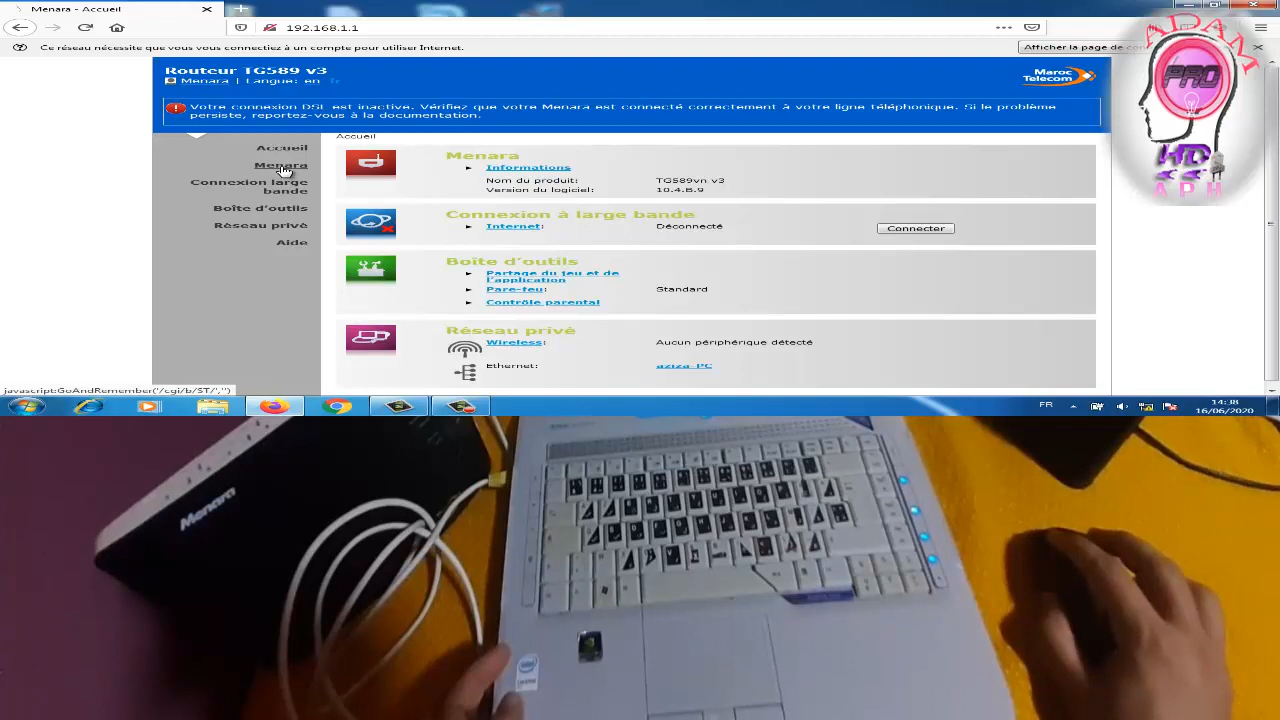 Menara - Accueil
192.168.1.1
Ce réseau nécessite que vous vous connectiez à un compte pour utiliser Internet.
Afficher la page de con
Routeur TG589 v3
Menara | Langue: en fr
Maroc
Telecom
Votre connexion DSL est inactive. Vérifiez que votre Menara est connecté correctement à votre ligne téléphonique. Si le problème
persiste, reportez-vous à la documentation.
Accueil
Menara
Connexion large
bande
Boîte d'outils
Réseau privé
Aide
Accueil
Menara
Informations
Nom du produit: TG589vn v3
Version du logiciel: 10.4.B.9
Connexion à large bande
Internet: Déconnecté Connecter
Boîte d'outils
Partage du jeu et de
l'application
Pare-feu: Standard
Contrôle parental
Réseau privé
Wireless: Aucun périphérique détecté
Ethernet: aziza-PC
javascript:GoAndRemember('/cgi/b/ST/','')
FR
14:38
16/06/2020
AIDAM
PRO
HD
APH
Menara